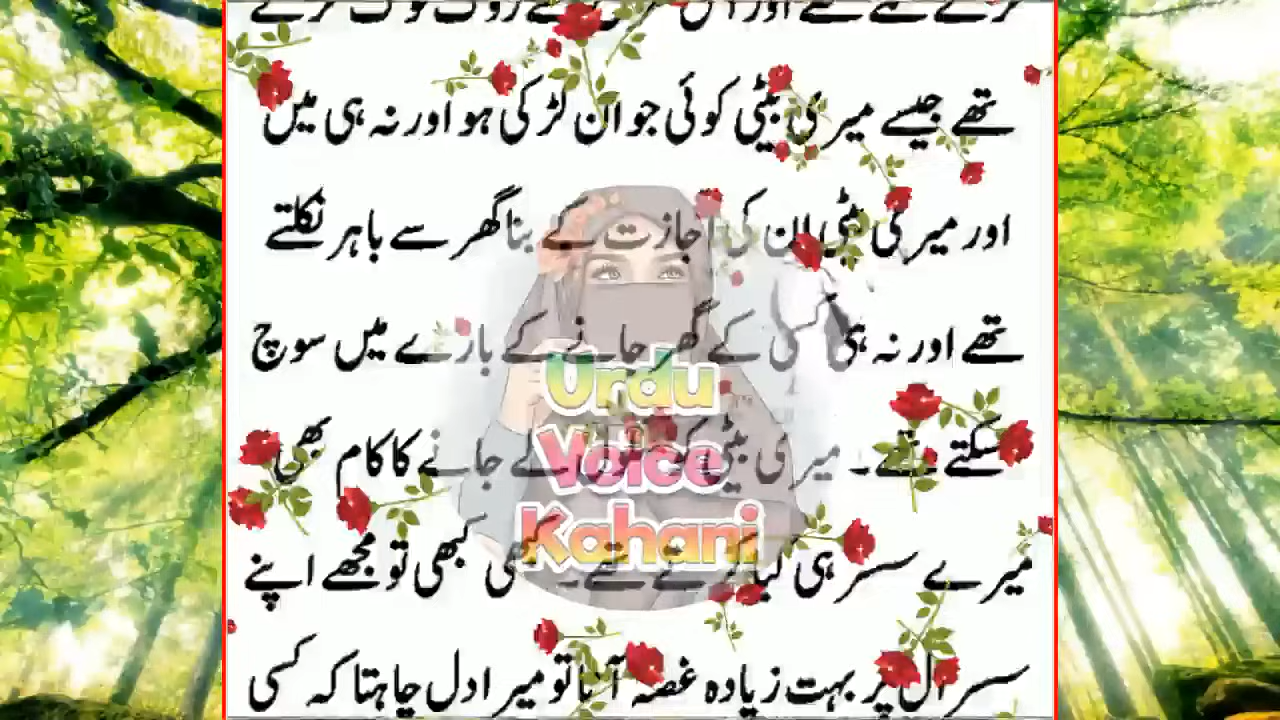 تھے جیسے میری بیٹی کوئی جوان لڑکی ہو اور نہ ہی میں
اور میری بیٹی ان کی اجازت کے بنا گھر سے باہر نکلتے
تھے اور نہ ہی کسی کے گھر جانے کے بارے میں سوچ
سکتے تھے۔ میری بیٹی کو لے جانے کا کام بھی
میرے سسر ہی کیا کرتے تھے۔ کبھی کبھی تو مجھے اپنے
سسرال پر بہت زیادہ غصہ آتا تو میرا دل چاہتا کہ کسی
Urdu
Voice
Kahani